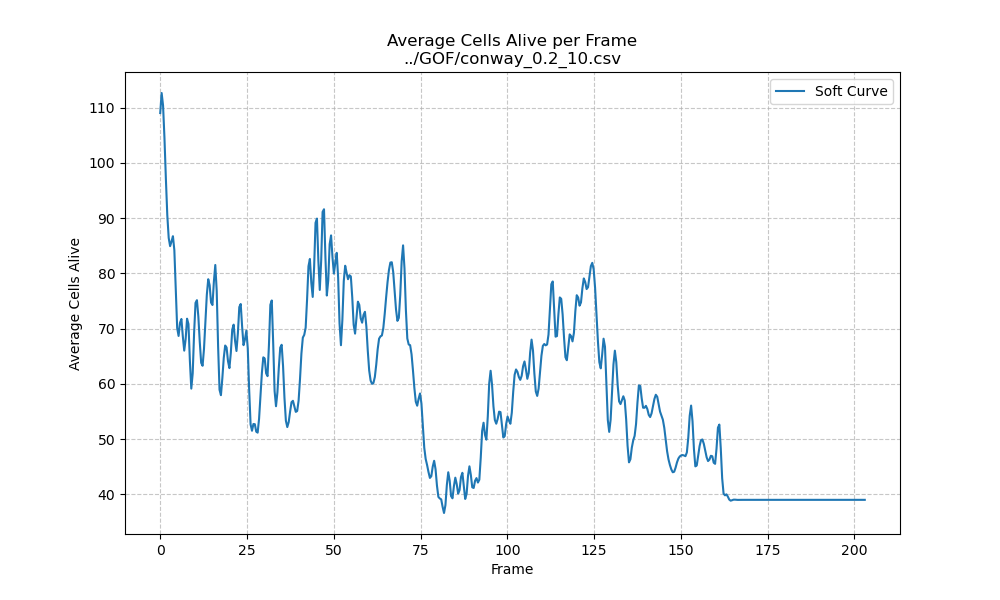 Average Cells Alive per Frame
../GOF/conway_0.2_10.csv
Soft Curve
Average Cells Alive
110
100
90
80
70
60
50
40
0 25 50 75 100 125 150 175 200
Frame